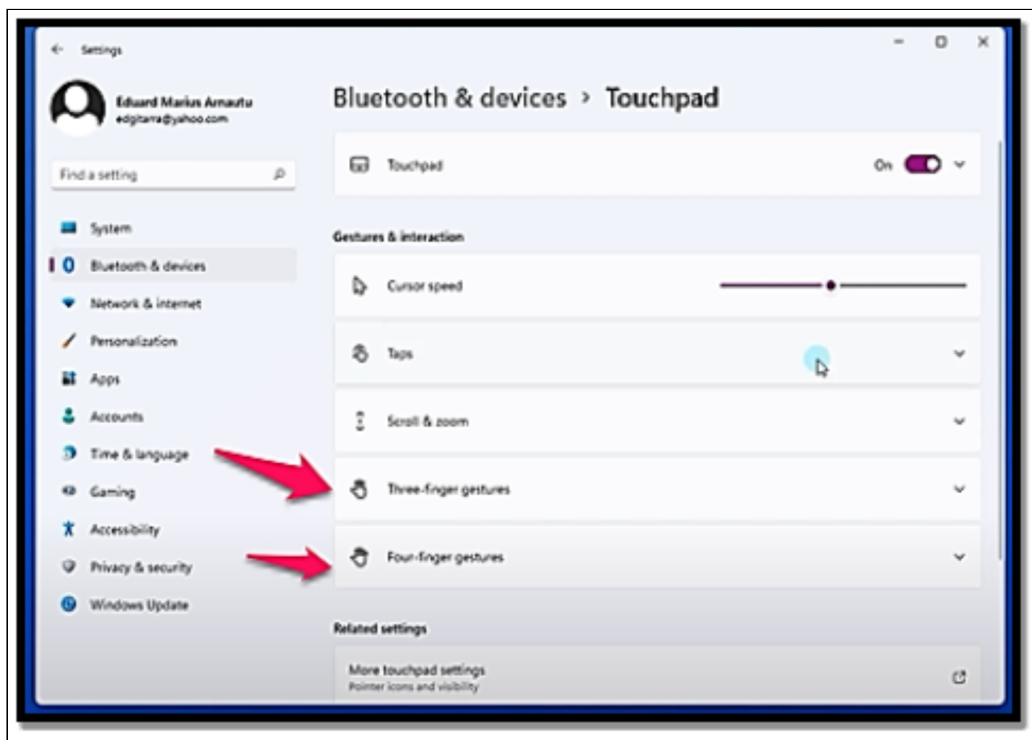 Settings
Eduard Marius Arnautu
edgitarra@yahoo.com
Find a setting
System
Bluetooth & devices
Network & internet
Personalization
Apps
Accounts
Time & language
Gaming
Accessibility
Privacy & security
Windows Update
Bluetooth & devices > Touchpad
Touchpad
On
Gestures & interaction
Cursor speed
Taps
Scroll & zoom
Three-finger gestures
Four-finger gestures
Related settings
More touchpad settings
Pointer icons and visibility